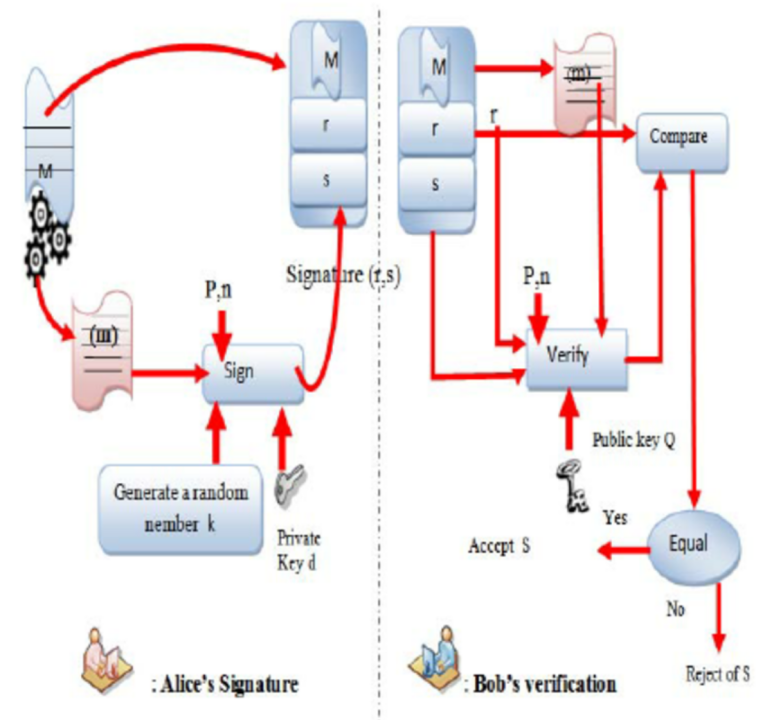 M
r
s
M
(m)
Signature (r,s)
P,n
Sign
Generate a random
nember k
Private
Key d
: Alice's Signature
M
r
s
(m)
r
Compare
P,n
Verify
Public key Q
Yes
Accept S
Equal
No
Reject of S
: Bob's verification